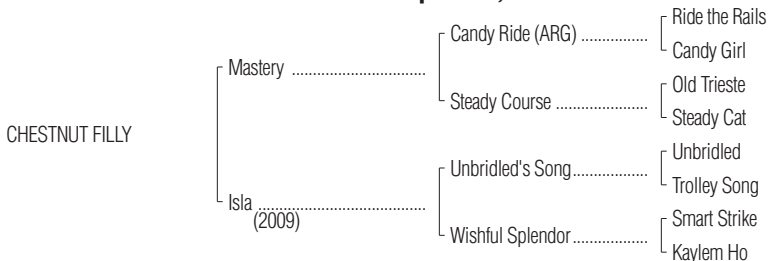 Ride the Rails
Candy Ride (ARG) ................
Candy Girl
Mastery ................................
Old Trieste
Steady Course ......................
Steady Cat
CHESTNUT FILLY
Unbridled
Unbridled's Song..................
Trolley Song
Isla ........................................
(2009)
Smart Strike
Wishful Splendor..................
Kaylem Ho